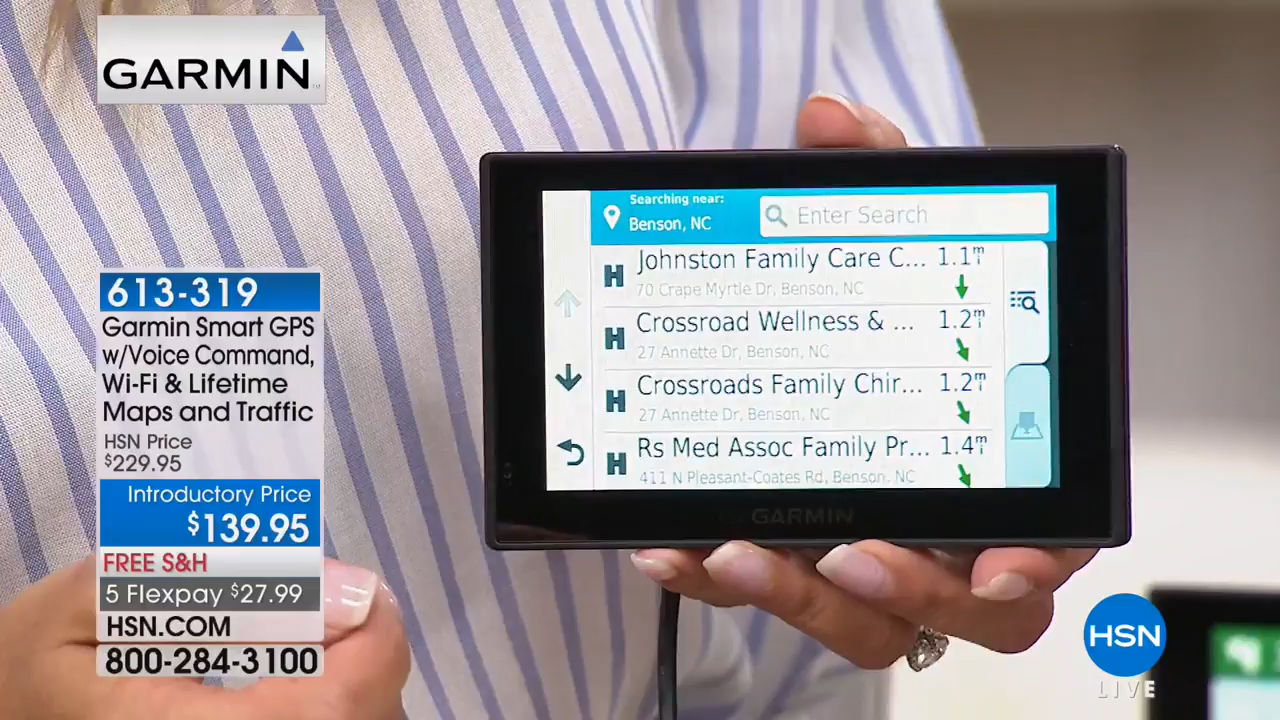 GARMIN
613-319
Garmin Smart GPS
w/Voice Command,
Wi-Fi & Lifetime
Maps and Traffic
HSN Price
$229.95
Introductory Price
$139.95
FREE S&H
5 Flexpay $27.99
HSN.COM
800-284-3100
Searching near:
Benson, NC
Enter Search
H Johnston Family Care C... 1.1mi
70 Crape Myrtle Dr, Benson, NC
H Crossroad Wellness & ... 1.2mi
27 Annette Dr, Benson, NC
H Crossroads Family Chir... 1.2mi
27 Annette Dr, Benson, NC
H Rs Med Assoc Family Pr... 1.4mi
411 N Pleasant-Coates Rd, Benson, NC
GARMIN
HSN
LIVE